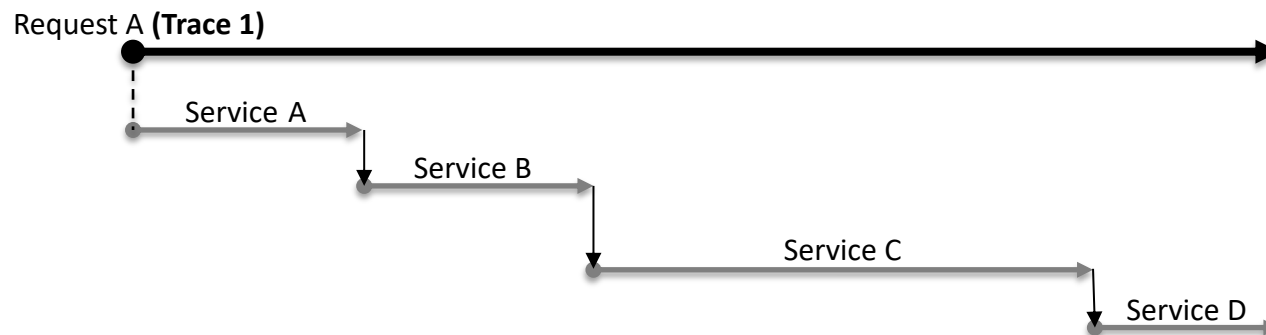 Request A (Trace 1)
Service A
Service B
Service C
Service D